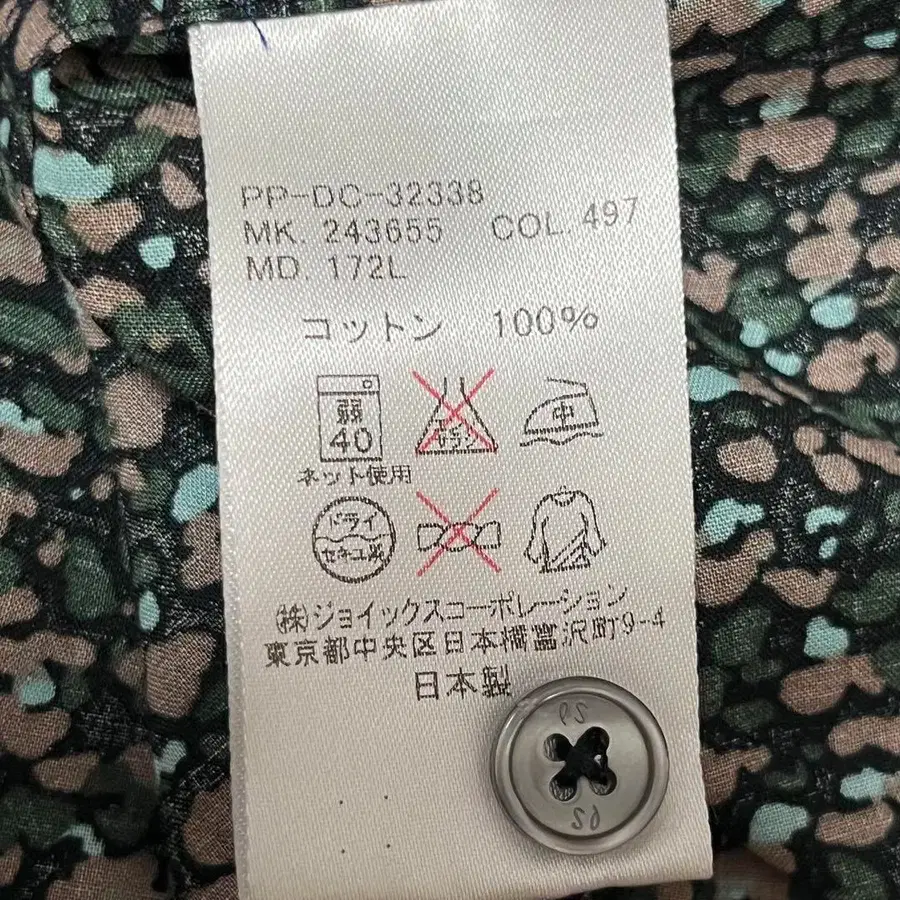 PP-DC-32338
MK. 243655 COL. 497
MD. 172L
コットン 100%
弱
40
エンソ
サラシ
中
ネット使用
ドライ
セキユ系
(株)ジョイックスコーポレーション
東京都中央区日本橋富沢町9-4
日本製